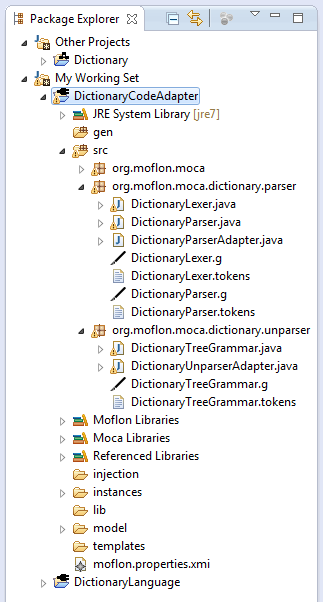 Package Explorer
Other Projects
Dictionary
My Working Set
DictionaryCodeAdapter
JRE System Library [jre7]
gen
src
org.moflon.moca
org.moflon.moca.dictionary.parser
DictionaryLexer.java
DictionaryParser.java
DictionaryParserAdapter.java
DictionaryLexer.g
DictionaryLexer.tokens
DictionaryParser.g
DictionaryParser.tokens
org.moflon.moca.dictionary.unparser
DictionaryTreeGrammar.java
DictionaryUnparserAdapter.java
DictionaryTreeGrammar.g
DictionaryTreeGrammar.tokens
Moflon Libraries
Moca Libraries
Referenced Libraries
injection
instances
lib
model
templates
moflon.properties.xmi
DictionaryLanguage